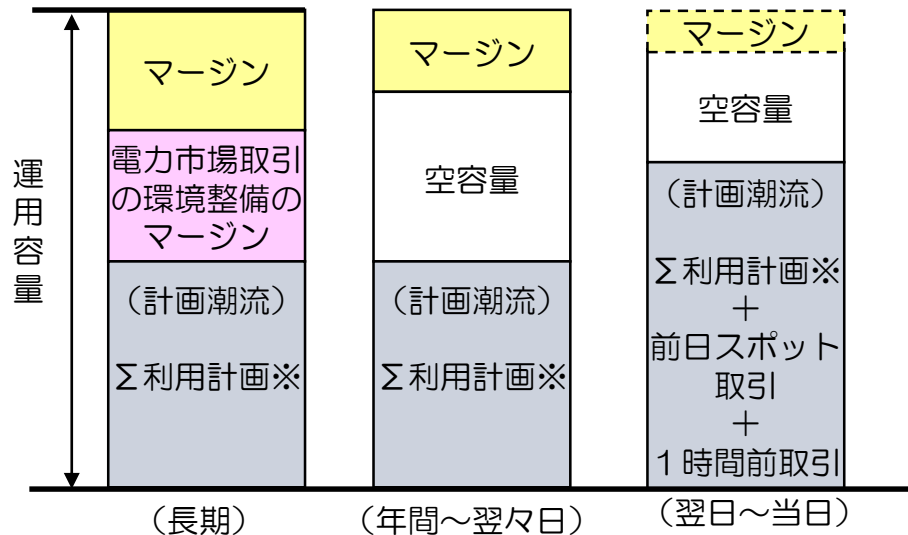 運用容量
マージン
電力市場取引
の環境整備の
マージン
（計画潮流）
Σ利用計画※
（長期）
マージン
空容量
（計画潮流）
Σ利用計画※
（年間～翌々日）
マージン
空容量
（計画潮流）
Σ利用計画※
＋
前日スポット
取引
＋
１時間前取引
（翌日～当日）